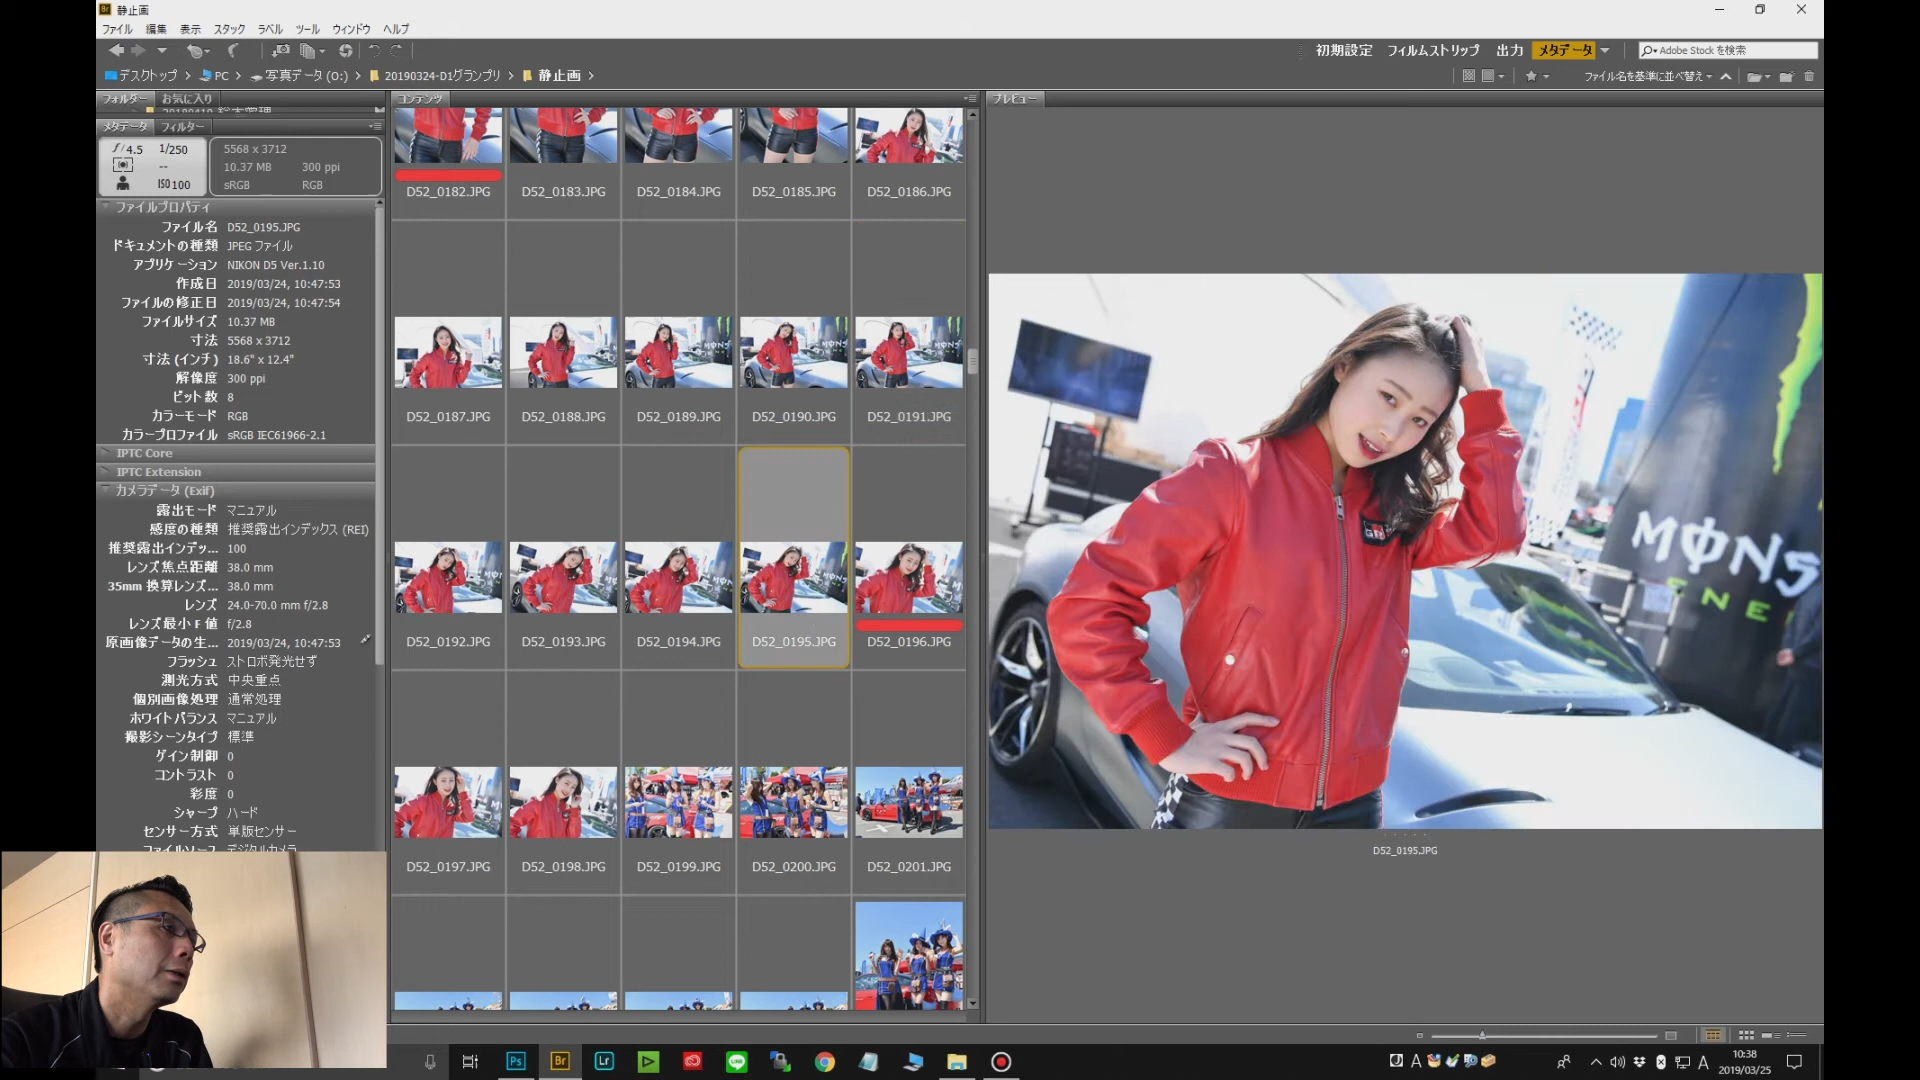 Br 静止画
ファイル 編集 表示 スタック ラベル ツール ウィンドウ ヘルプ
初期設定 フィルムストリップ 出力 メタデータ Adobe Stock を検索
デスクトップ PC 写真データ (O:) 20190324-D1グランプリ 静止画 ファイル名を基準に並べ替え
フォルダー お気に入り
メタデータ フィルター
f/4.5 1/250
--
ISO100
5568 x 3712
10.37 MB 300 ppi
sRGB RGB
ファイルプロパティ
ファイル名 D52_0195.JPG
ドキュメントの種類 JPEG ファイル
アプリケーション NIKON D5 Ver.1.10
作成日 2019/03/24, 10:47:53
ファイルの修正日 2019/03/24, 10:47:54
ファイルサイズ 10.37 MB
寸法 5568 x 3712
寸法 (インチ) 18.6" x 12.4"
解像度 300 ppi
ビット数 8
カラーモード RGB
カラープロファイル sRGB IEC61966-2.1
IPTC Core
IPTC Extension
カメラデータ (Exif)
露出モード マニュアル
感度の種類 推奨露出インデックス (REI)
推奨露出インデッ... 100
レンズ焦点距離 38.0 mm
35mm 換算レンズ... 38.0 mm
レンズ 24.0-70.0 mm f/2.8
レンズ最小 F 値 f/2.8
原画像データの生... 2019/03/24, 10:47:53
フラッシュ ストロボ発光せず
測光方式 中央重点
個別画像処理 通常処理
ホワイトバランス マニュアル
撮影シーンタイプ 標準
ゲイン制御 0
コントラスト 0
彩度 0
シャープ ハード
センサー方式 単版センサー
ファイルソース デジタルカメラ
コンテンツ
D52_0182.JPG D52_0183.JPG D52_0184.JPG D52_0185.JPG D52_0186.JPG
D52_0187.JPG D52_0188.JPG D52_0189.JPG D52_0190.JPG D52_0191.JPG
D52_0192.JPG D52_0193.JPG D52_0194.JPG D52_0195.JPG D52_0196.JPG
D52_0197.JPG D52_0198.JPG D52_0199.JPG D52_0200.JPG D52_0201.JPG
プレビュー
GR
MONS
ENE
D52_0195.JPG
Ps Br Lr LINE
A A 10:38
2019/03/25